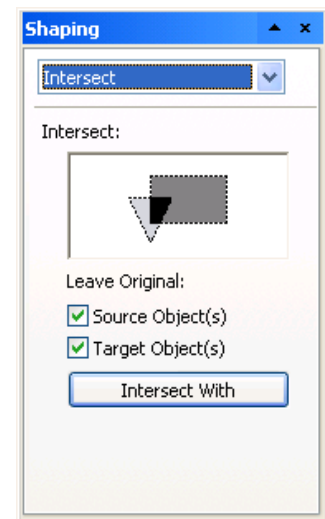 Shaping
Intersect
Intersect:
Leave Original:
Source Object(s)
Target Object(s)
Intersect With